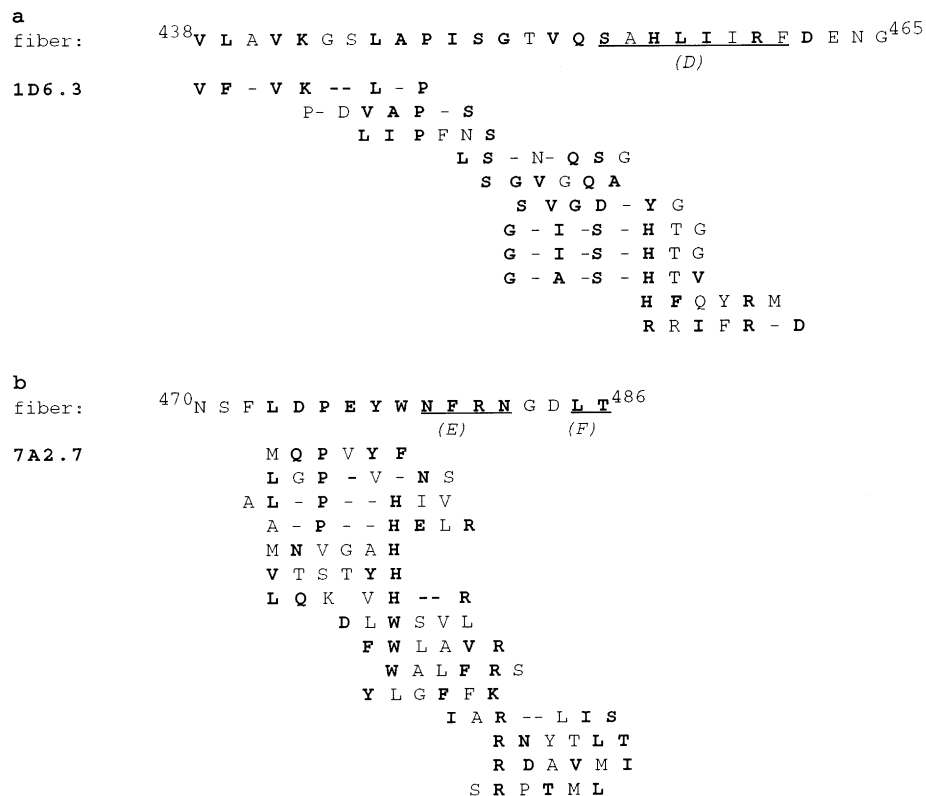 a
fiber: 438V L A V K G S L A P I S G T V Q S A H L I I R F D E N G465
(D)
1D6.3 V F - V K -- L - P
P- D V A P - S
L I P F N S
L S - N- Q S G
S G V G Q A
S V G D - Y G
G - I -S - H T G
G - I -S - H T G
G - A -S - H T V
H F Q Y R M
R R I F R - D
b
fiber: 470N S F L D P E Y W N F R N G D L T486
(E) (F)
7A2.7 M Q P V Y F
L G P - V - N S
A L - P - - H I V
A - P - - H E L R
M N V G A H
V T S T Y H
L Q K V H -- R
D L W S V L
F W L A V R
W A L F R S
Y L G F F K
I A R -- L I S
R N Y T L T
R D A V M I
S R P T M L